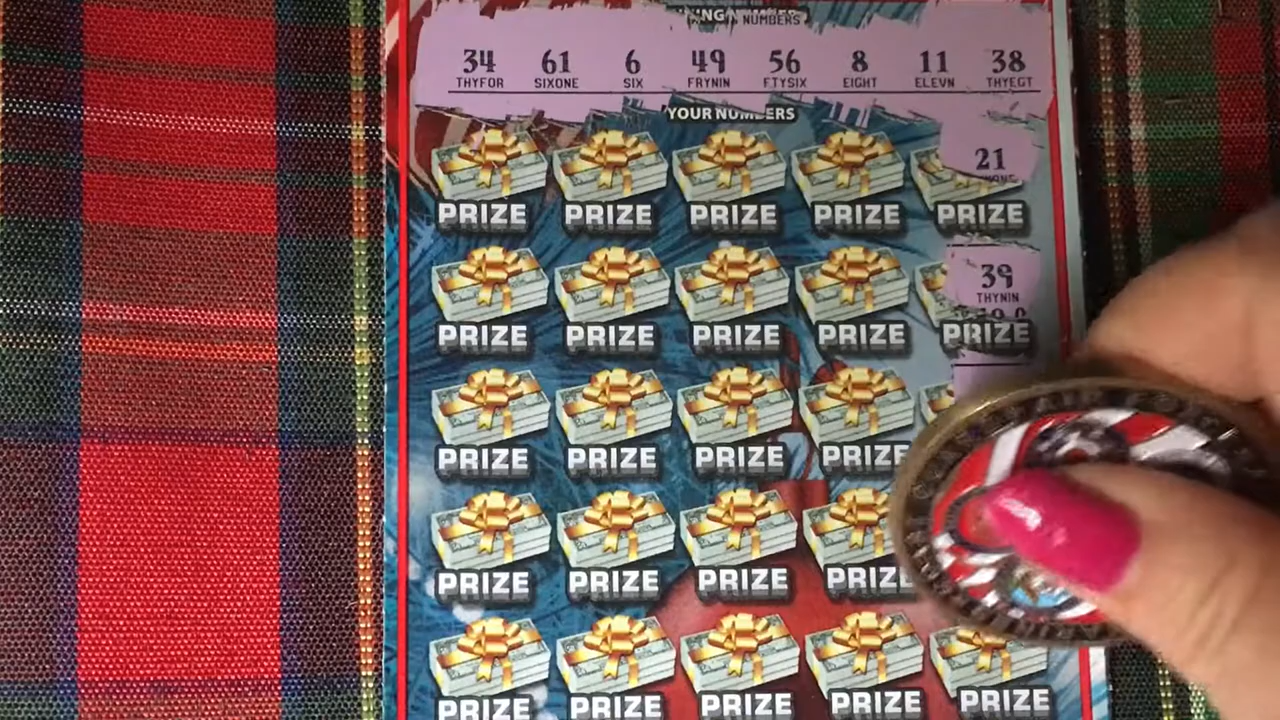 NUMBERS
34 61 6 49 56 8 11 38
THYFOR SIXONE SIX FRYNIN FTYSIX EIGHT ELEVN THYEGT
YOUR NUMBERS
21
PRIZE PRIZE PRIZE PRIZE PRIZE
39
THYNIN
PRIZE PRIZE PRIZE PRIZE PRIZE
PRIZE PRIZE PRIZE PRIZE
PRIZE PRIZE PRIZE PRIZE
PRIZE PRIZE PRIZE PRIZE PRIZE